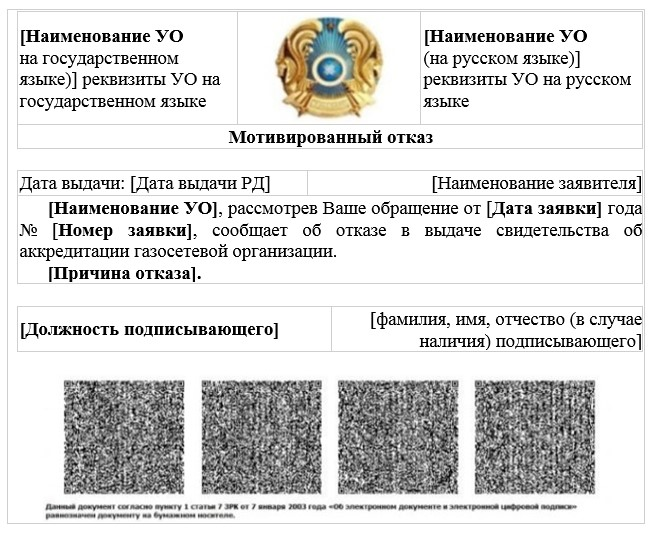 [Наименование УО
на государственном
языке)] реквизиты УО на
государственном языке
[Наименование УО
(на русском языке)]
реквизиты УО на русском
языке
Мотивированный отказ
Дата выдачи: [Дата выдачи РД]
[Наименование заявителя]
[Наименование УО], рассмотрев Ваше обращение от [Дата заявки] года
№ [Номер заявки], сообщает об отказе в выдаче свидетельства об
аккредитации газосетевой организации.
[Причина отказа].
[Должность подписывающего]
[фамилия, имя, отчество (в случае
наличия) подписывающего]
Данный документ согласно пункту 1 статьи 7 ЗРК от 7 января 2003 года «Об электронном документе и электронной цифровой подписи»
равнозначен документу на бумажном носителе.